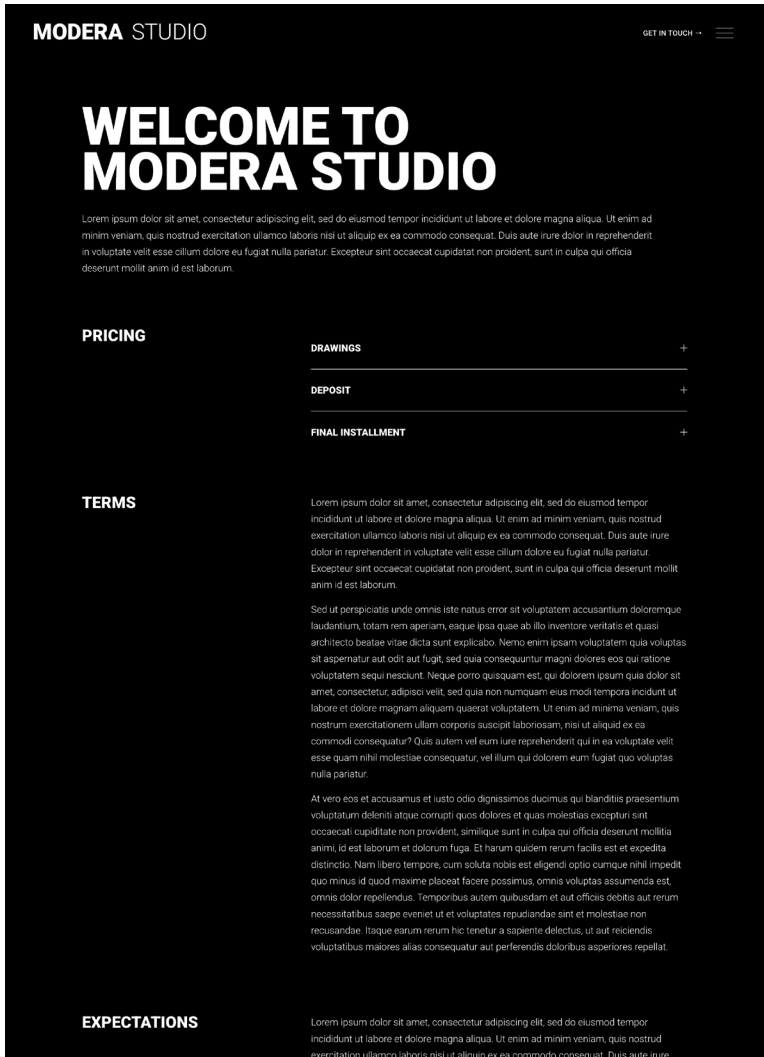 MODERA STUDIO
GET IN TOUCH →
WELCOME TO
MODERA STUDIO
Lorem ipsum dolor sit amet, consectetur adipiscing elit, sed do eiusmod tempor incididunt ut labore et dolore magna aliqua. Ut enim ad
minim veniam, quis nostrud exercitation ullamco laboris nisi ut aliquip ex ea commodo consequat. Duis aute irure dolor in reprehenderit
in voluptate velit esse cillum dolore eu fugiat nulla pariatur. Excepteur sint occaecat cupidatat non proident, sunt in culpa qui officia
deserunt mollit anim id est laborum.
PRICING
DRAWINGS +
DEPOSIT +
FINAL INSTALLMENT +
TERMS
Lorem ipsum dolor sit amet, consectetur adipiscing elit, sed do eiusmod tempor
incididunt ut labore et dolore magna aliqua. Ut enim ad minim veniam, quis nostrud
exercitation ullamco laboris nisi ut aliquip ex ea commodo consequat. Duis aute irure
dolor in reprehenderit in voluptate velit esse cillum dolore eu fugiat nulla pariatur.
Excepteur sint occaecat cupidatat non proident, sunt in culpa qui officia deserunt mollit
anim id est laborum.
Sed ut perspiciatis unde omnis iste natus error sit voluptatem accusantium doloremque
laudantium, totam rem aperiam, eaque ipsa quae ab illo inventore veritatis et quasi
architecto beatae vitae dicta sunt explicabo. Nemo enim ipsam voluptatem quia voluptas
sit aspernatur aut odit aut fugit, sed quia consequuntur magni dolores eos qui ratione
voluptatem sequi nesciunt. Neque porro quisquam est, qui dolorem ipsum quia dolor sit
amet, consectetur, adipisci velit, sed quia non numquam eius modi tempora incidunt ut
labore et dolore magnam aliquam quaerat voluptatem. Ut enim ad minima veniam, quis
nostrum exercitationem ullam corporis suscipit laboriosam, nisi ut aliquid ex ea
commodi consequatur? Quis autem vel eum iure reprehenderit qui in ea voluptate velit
esse quam nihil molestiae consequatur, vel illum qui dolorem eum fugiat quo voluptas
nulla pariatur.
At vero eos et accusamus et iusto odio dignissimos ducimus qui blanditiis praesentium
voluptatum deleniti atque corrupti quos dolores et quas molestias excepturi sint
occaecati cupiditate non provident, similique sunt in culpa qui officia deserunt mollitia
animi, id est laborum et dolorum fuga. Et harum quidem rerum facilis est et expedita
distinctio. Nam libero tempore, cum soluta nobis est eligendi optio cumque nihil impedit
quo minus id quod maxime placeat facere possimus, omnis voluptas assumenda est,
omnis dolor repellendus. Temporibus autem quibusdam et aut officiis debitis aut rerum
necessitatibus saepe eveniet ut et voluptates repudiandae sint et molestiae non
recusandae. Itaque earum rerum hic tenetur a sapiente delectus, ut aut reiciendis
voluptatibus maiores alias consequatur aut perferendis doloribus asperiores repellat.
EXPECTATIONS
Lorem ipsum dolor sit amet, consectetur adipiscing elit, sed do eiusmod tempor
incididunt ut labore et dolore magna aliqua. Ut enim ad minim veniam, quis nostrud
exercitation ullamco laboris nisi ut aliquip ex ea commodo consequat. Duis aute irure